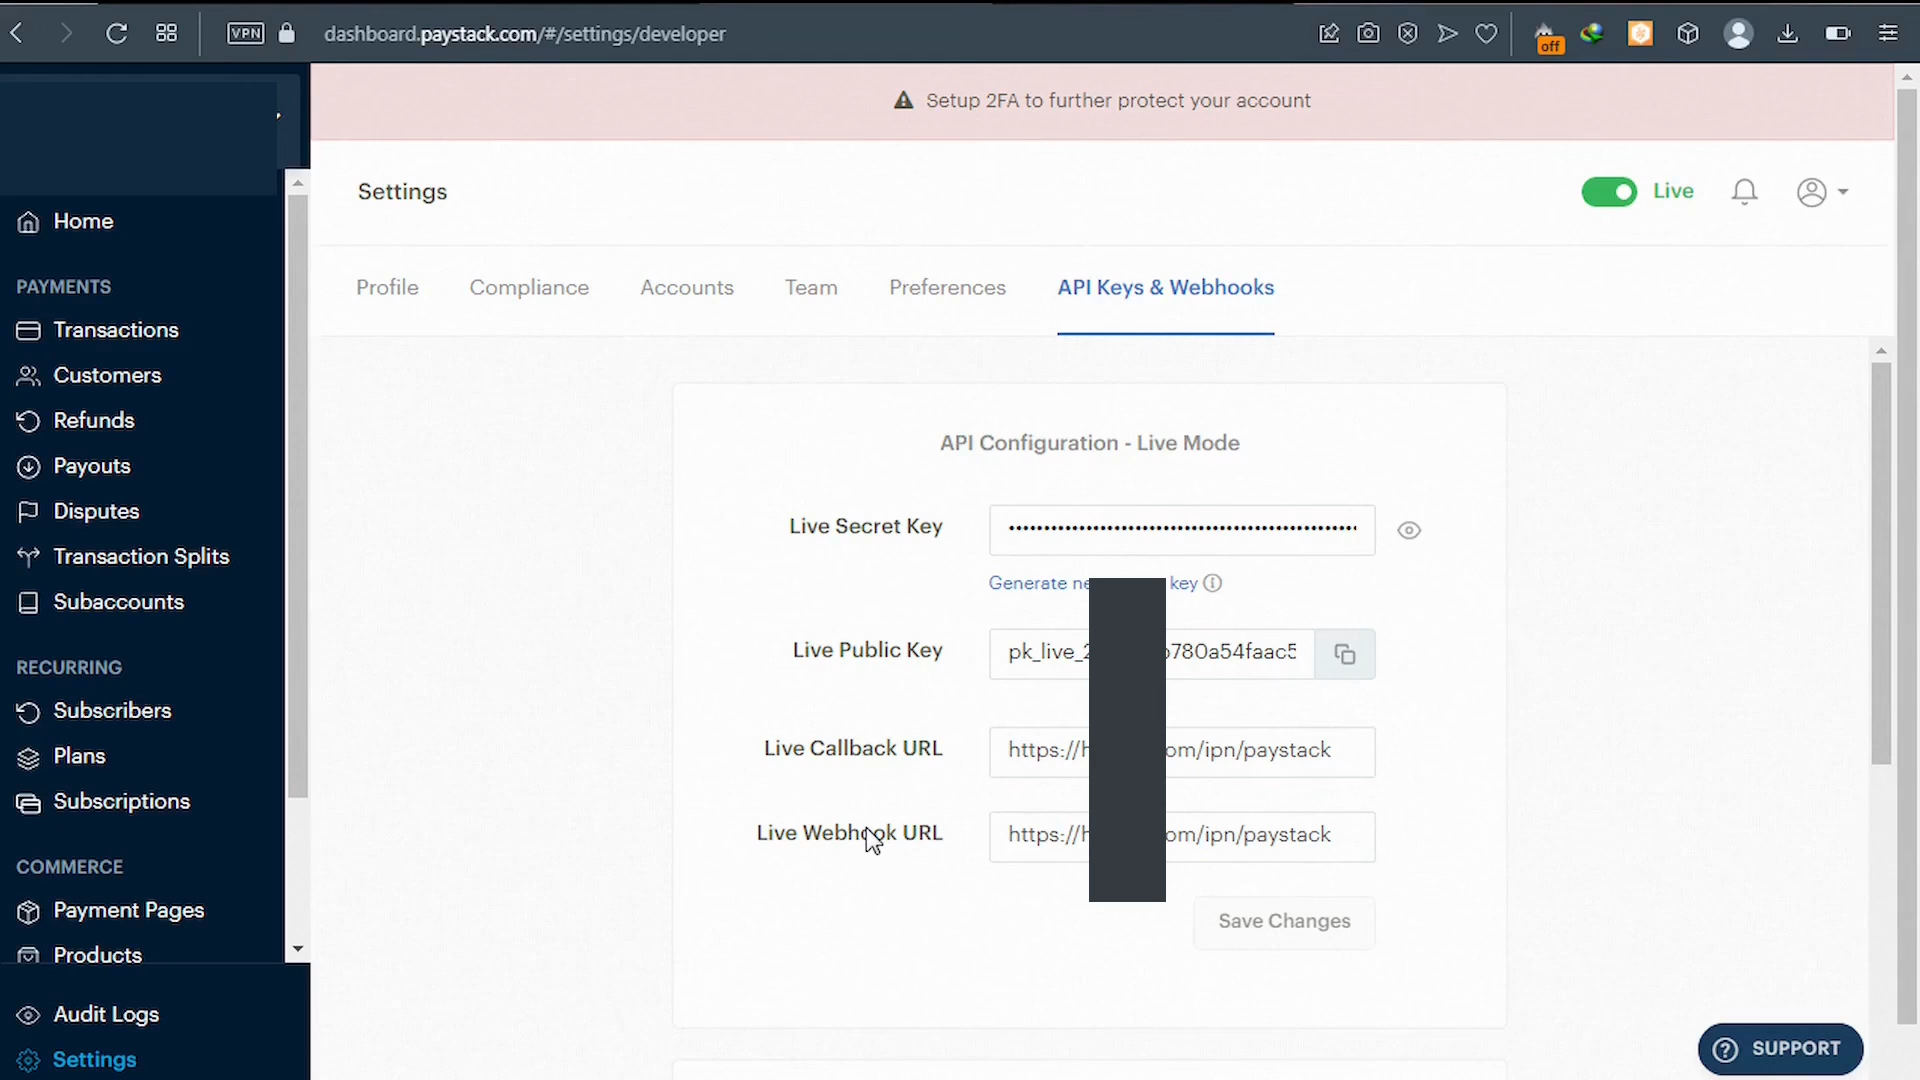 VPN
dashboard.paystack.com/#/settings/developer
off
Setup 2FA to further protect your account
Settings
Live
Home
PAYMENTS
Transactions
Customers
Refunds
Payouts
Disputes
Transaction Splits
Subaccounts
RECURRING
Subscribers
Plans
Subscriptions
COMMERCE
Payment Pages
Products
Audit Logs
Settings
Profile
Compliance
Accounts
Team
Preferences
API Keys & Webhooks
API Configuration - Live Mode
Live Secret Key
Generate key
Live Public Key
pk_live_ 780a54faac5
Live Callback URL
https://h om/ipn/paystack
Live Webhook URL
https://h om/ipn/paystack
Save Changes
SUPPORT